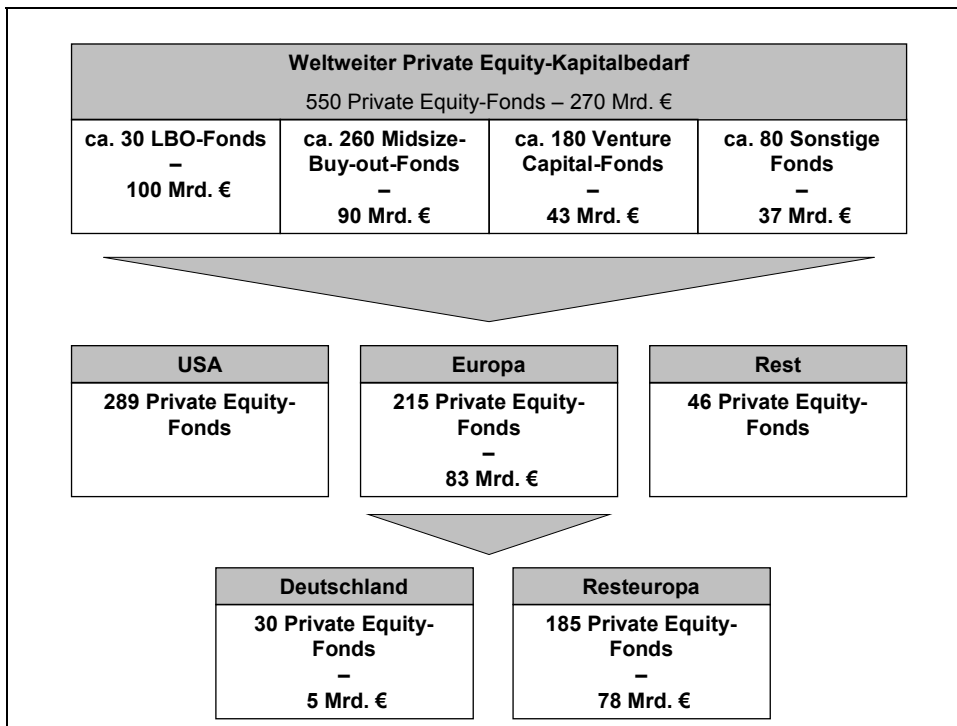 Weltweiter Private Equity-Kapitalbedarf
550 Private Equity-Fonds – 270 Mrd. €
ca. 30 LBO-Fonds
–
100 Mrd. €
ca. 260 Midsize-
Buy-out-Fonds
–
90 Mrd. €
ca. 180 Venture
Capital-Fonds
–
43 Mrd. €
ca. 80 Sonstige
Fonds
–
37 Mrd. €
USA
289 Private Equity-
Fonds
Europa
215 Private Equity-
Fonds
–
83 Mrd. €
Rest
46 Private Equity-
Fonds
Deutschland
30 Private Equity-
Fonds
–
5 Mrd. €
Resteuropa
185 Private Equity-
Fonds
–
78 Mrd. €